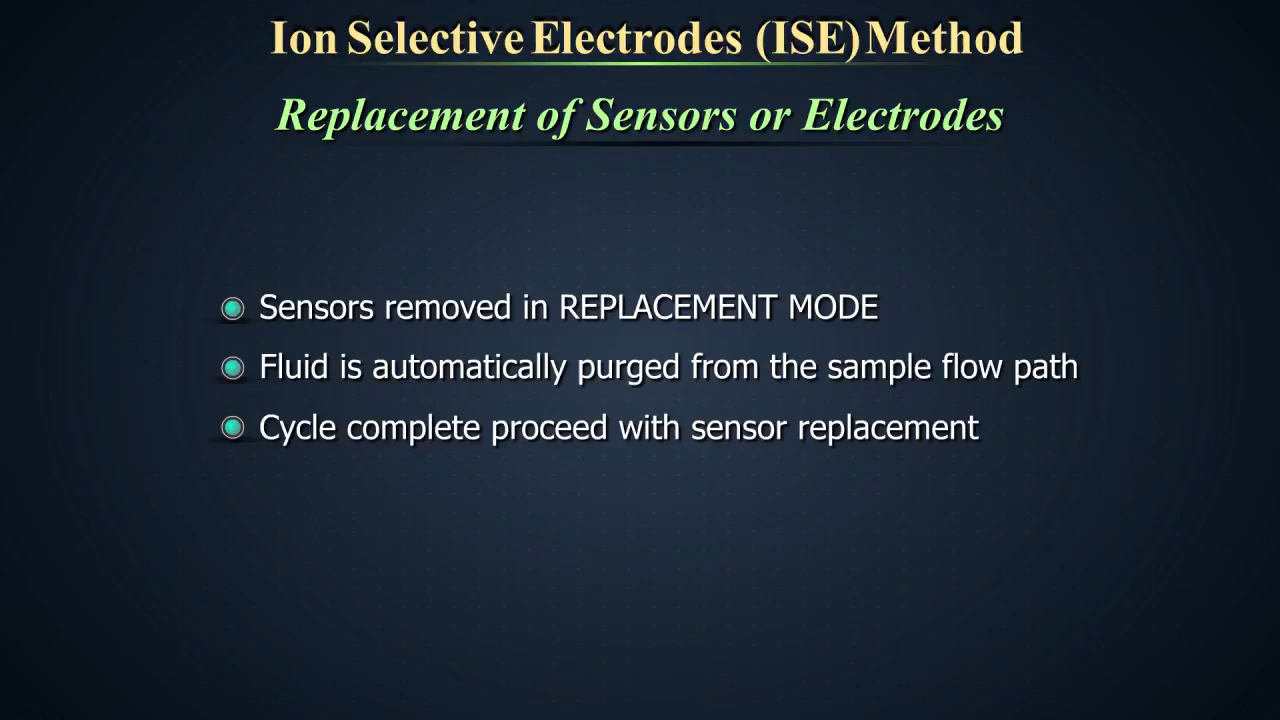 Ion Selective Electrodes (ISE) Method
Replacement of Sensors or Electrodes
Sensors removed in REPLACEMENT MODE
Fluid is automatically purged from the sample flow path
Cycle complete proceed with sensor replacement